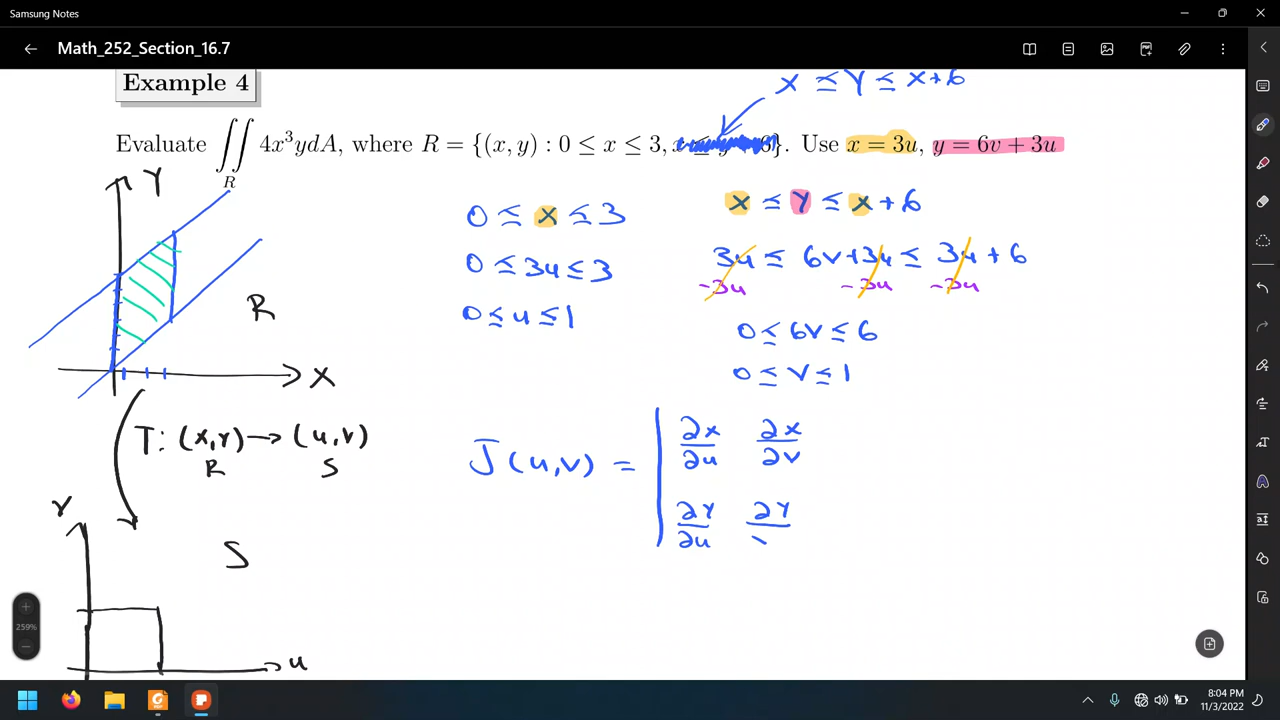 Samsung Notes
Math_252_Section_16.7
Example 4
x ≤ y ≤ x+6
Evaluate ∬_R 4x³ydA, where R = {(x, y) : 0 ≤ x ≤ 3, }. Use x = 3u, y = 6v + 3u
Y
0 ≤ x ≤ 3
x ≤ y ≤ x+6
3u ≤ 6v+3u ≤ 3u+6
-3u -3u -3u
0 ≤ 3u ≤ 3
R
0 ≤ u ≤ 1
0 ≤ 6v ≤ 6
0 ≤ v ≤ 1
X
T: (x,y) → (u,v)
R S
J(u,v) = | ∂x/∂u ∂x/∂v
∂y/∂u ∂y/
V
S
u
259%
8:04 PM
11/3/2022